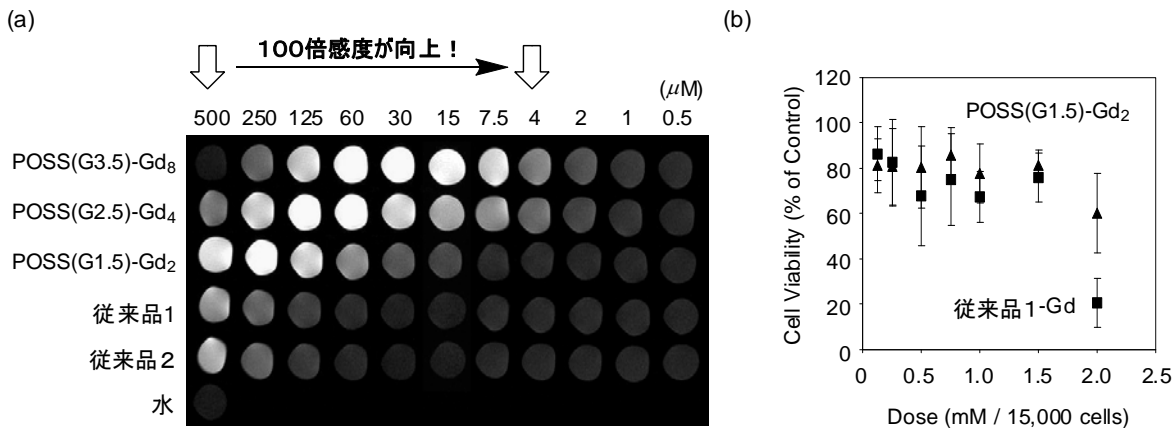 (a)
100倍感度が向上！
(μM)
500 250 125 60 30 15 7.5 4 2 1 0.5
POSS(G3.5)-Gd8
POSS(G2.5)-Gd4
POSS(G1.5)-Gd2
従来品1
従来品2
水
(b)
Cell Viability (% of Control)
120
100
80
60
40
20
0
POSS(G1.5)-Gd2
従来品1-Gd
0 0.5 1.0 1.5 2.0 2.5
Dose (mM / 15,000 cells)